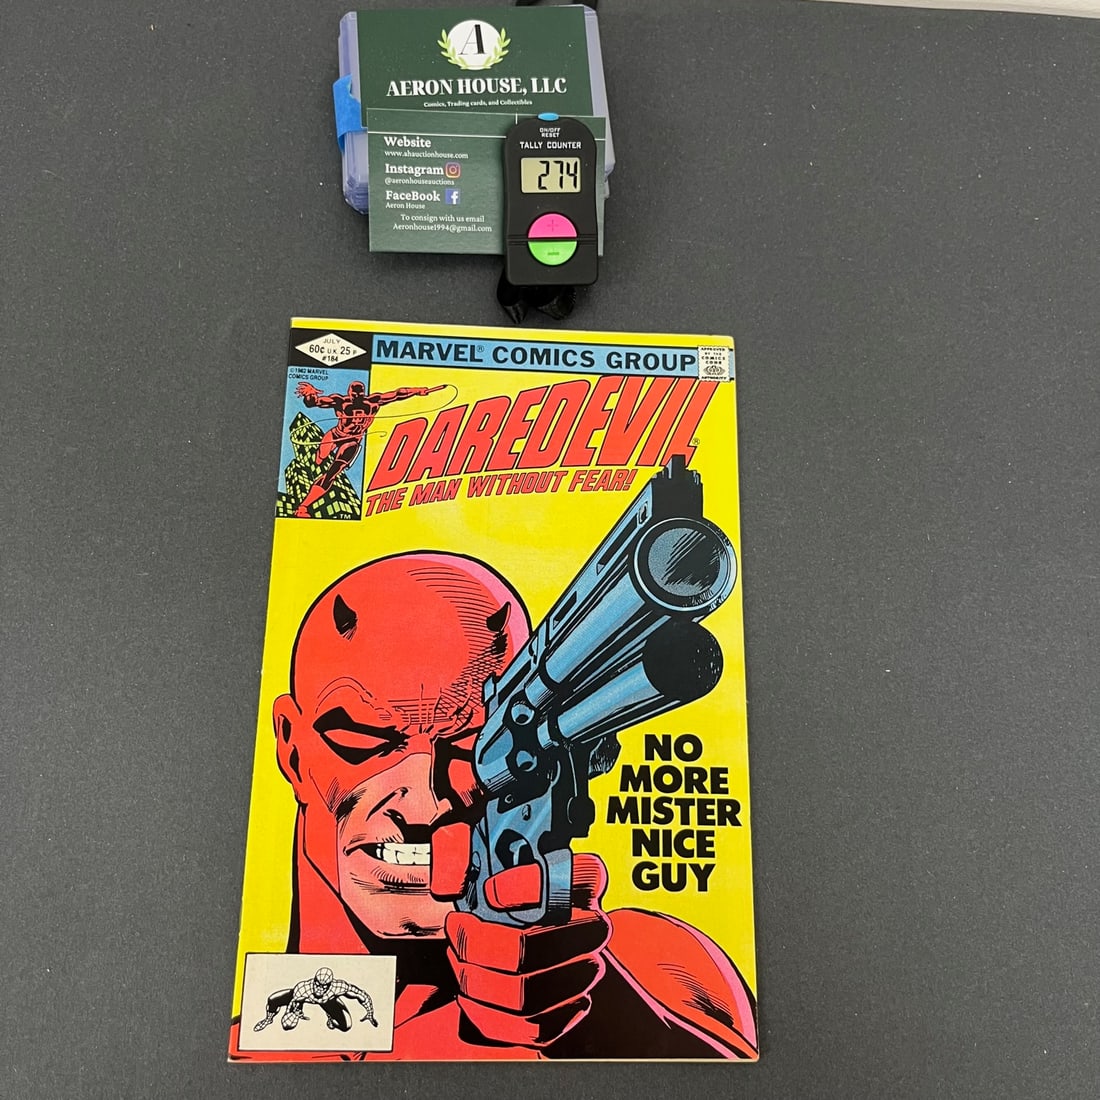 A
AERON HOUSE, LLC
Comics, Trading cards, and Collectibles
Website
www.ahauctionhouse.com
Instagram
@aeronhouseauctions
FaceBook
Aeron House
To consign with us email
Aeronhouse1994@gmail.com
ON/OFF
RESET
TALLY COUNTER
274
JULY
60¢ U.K. 25P
#184
©1982 MARVEL
COMICS GROUP
MARVEL® COMICS GROUP
APPROVED
BY THE
COMICS
CODE
AUTHORITY
DAREDEVIL®
THE MAN WITHOUT FEAR!
TM
NO
MORE
MISTER
NICE
GUY